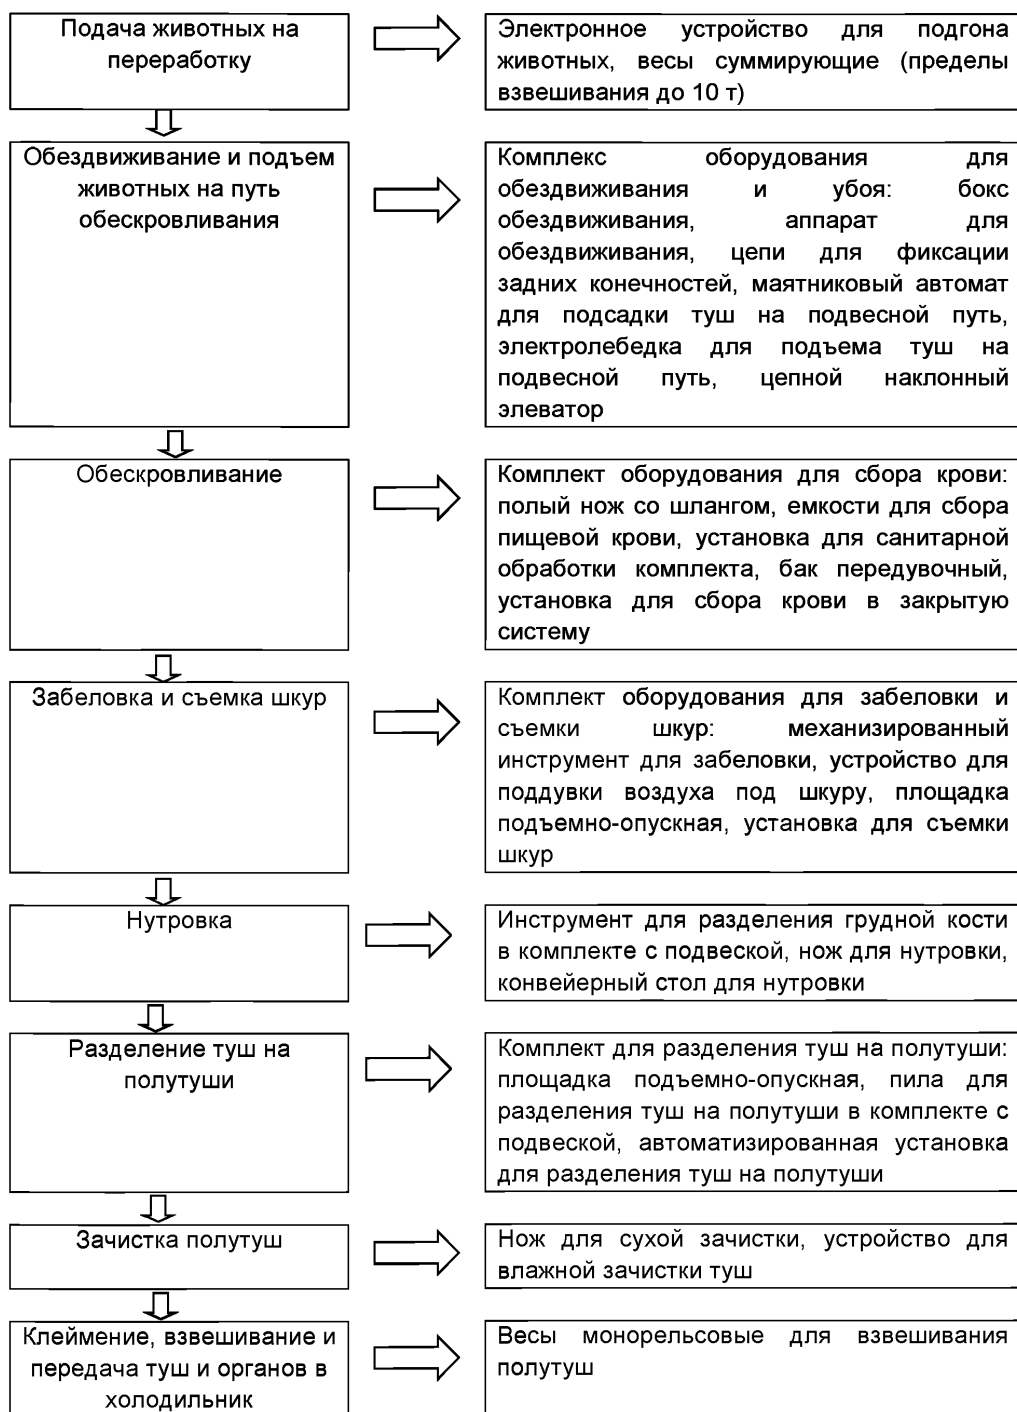 Подача животных на
переработку
Электронное устройство для подгона
животных, весы суммирующие (пределы
взвешивания до 10 т)
Обездвиживание и подъем
животных на путь
обескровливания
Комплекс оборудования для
обездвиживания и убоя: бокс
обездвиживания, аппарат для
обездвиживания, цепи для фиксации
задних конечностей, маятниковый автомат
для подсадки туш на подвесной путь,
электролебедка для подъема туш на
подвесной путь, цепной наклонный
элеватор
Обескровливание
Комплект оборудования для сбора крови:
полый нож со шлангом, емкости для сбора
пищевой крови, установка для санитарной
обработки комплекта, бак передувочный,
установка для сбора крови в закрытую
систему
Забеловка и съемка шкур
Комплект оборудования для забеловки и
съемки шкур: механизированный
инструмент для забеловки, устройство для
поддувки воздуха под шкуру, площадка
подъемно-опускная, установка для съемки
шкур
Нутровка
Инструмент для разделения грудной кости
в комплекте с подвеской, нож для нутровки,
конвейерный стол для нутровки
Разделение туш на
полутуши
Комплект для разделения туш на полутуши:
площадка подъемно-опускная, пила для
разделения туш на полутуши в комплекте с
подвеской, автоматизированная установка
для разделения туш на полутуши
Зачистка полутуш
Нож для сухой зачистки, устройство для
влажной зачистки туш
Клеймение, взвешивание и
передача туш и органов в
холодильник
Весы монорельсовые для взвешивания
полутуш